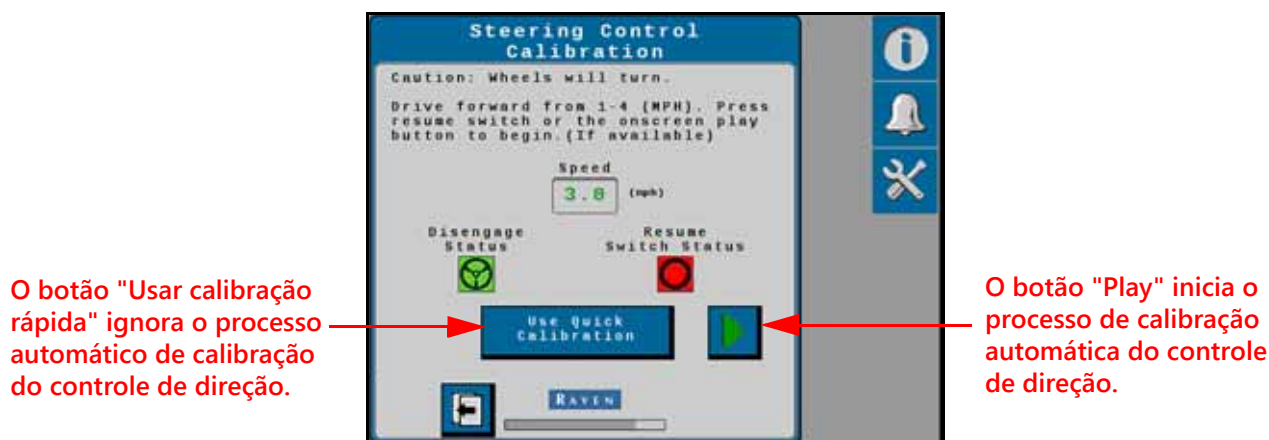 Steering Control
Calibration
Caution: Wheels will turn.
Drive forward from 1-4 (MPH). Press
resume switch or the onscreen play
button to begin.(If available)
Speed
3.0 (mph)
Disengage
Status
Resume
Switch Status
O botão "Usar calibração
rápida" ignora o processo
automático de calibração
do controle de direção.
Use Quick
Calibration
O botão "Play" inicia o
processo de calibração
automática do controle
de direção.
RAVEN